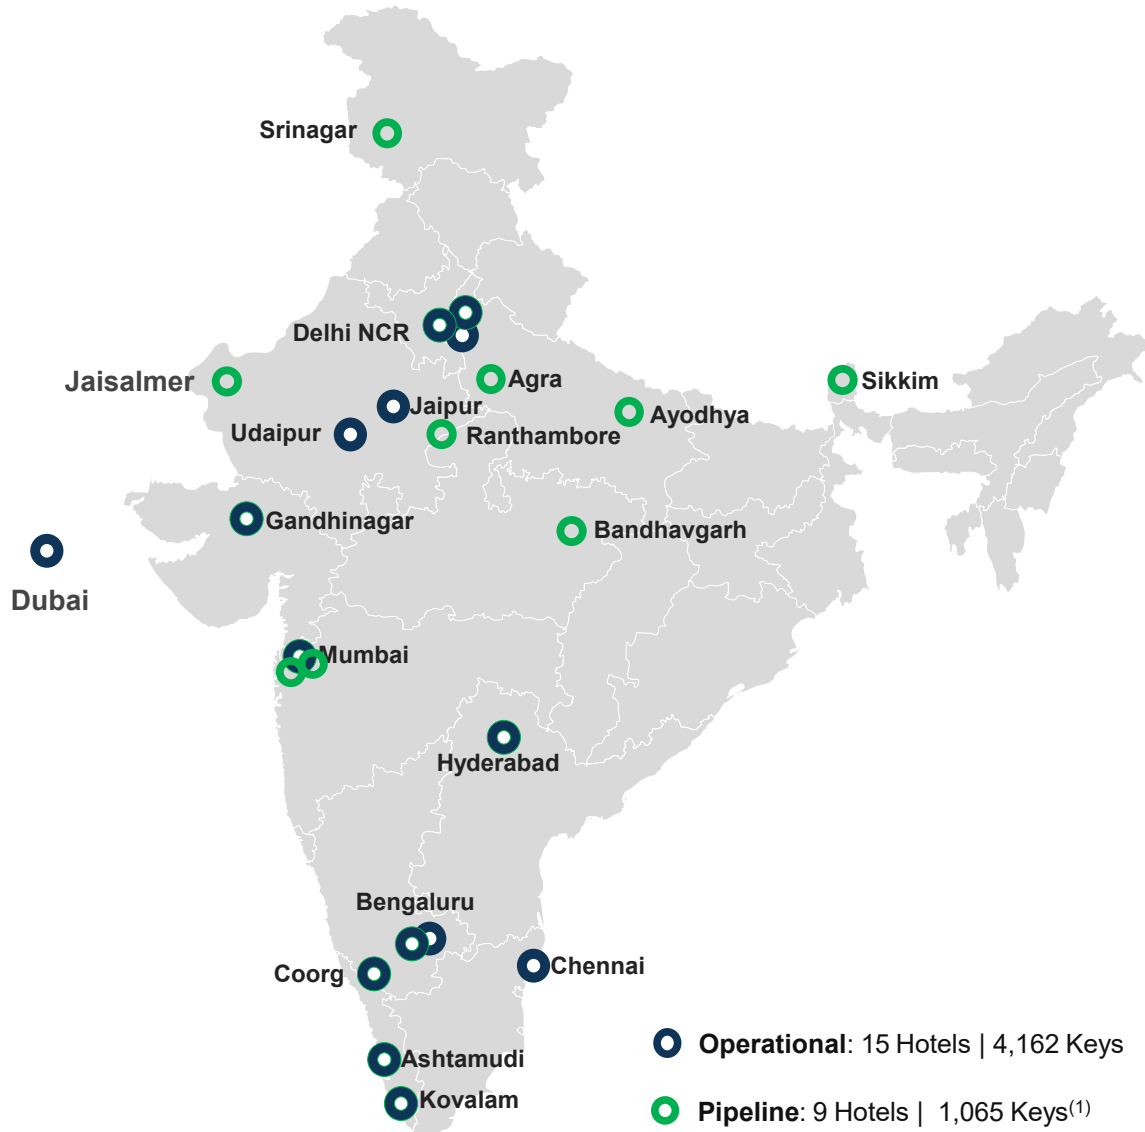 Srinagar
Delhi NCR
Jaisalmer
Agra
Sikkim
Jaipur
Ayodhya
Udaipur
Ranthambore
Gandhinagar
Bandhavgarh
Dubai
Mumbai
Hyderabad
Bengaluru
Coorg
Chennai
Operational: 15 Hotels | 4,162 Keys
Ashtamudi
Kovalam
Pipeline: 9 Hotels | 1,065 Keys(1)